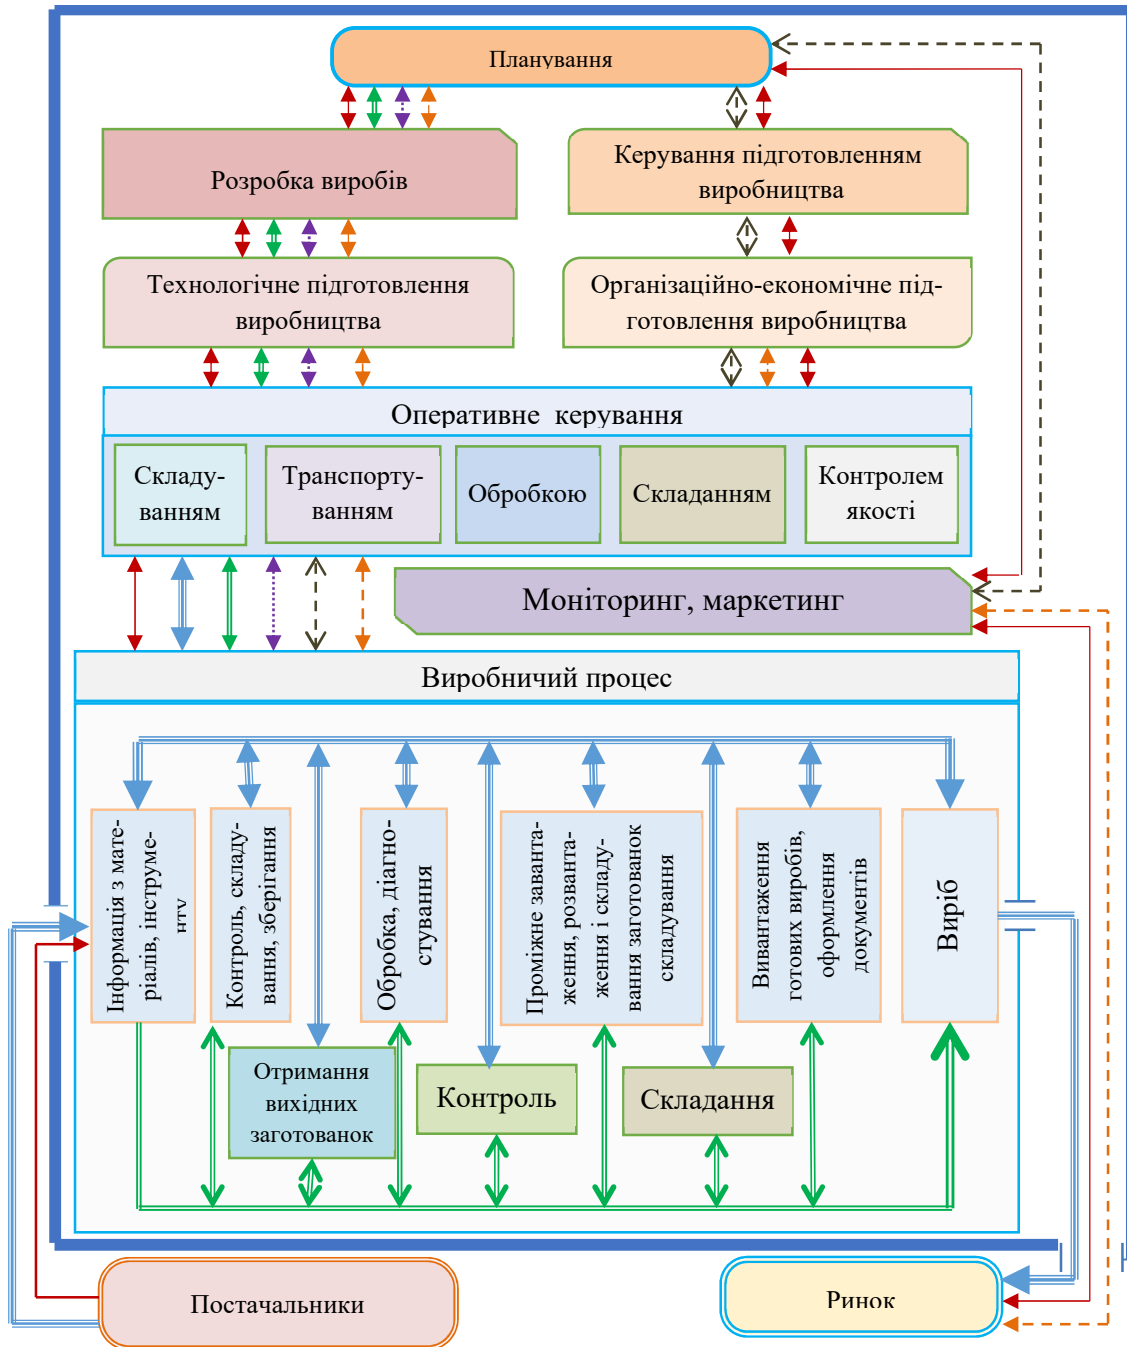 Планування
Розробка виробів
Керування підготовленням
виробництва
Технологічне підготовлення
виробництва
Організаційно-економічне під-
готовлення виробництва
Оперативне керування
Складу-
ванням
Транспорту-
ванням
Обробкою
Складанням
Контролем
якості
Моніторинг, маркетинг
Виробничий процес
Інформація з мате-
ріалів, інструме-
нту
Контроль, складу-
вання, зберігання
Обробка, діагно-
стування
Проміжне заванта-
ження, розванта-
ження і складу-
вання заготованок
складування
Вивантаження
готових виробів,
оформлення
документів
Виріб
Отримання
вихідних
заготованок
Контроль
Складання
Постачальники
Ринок